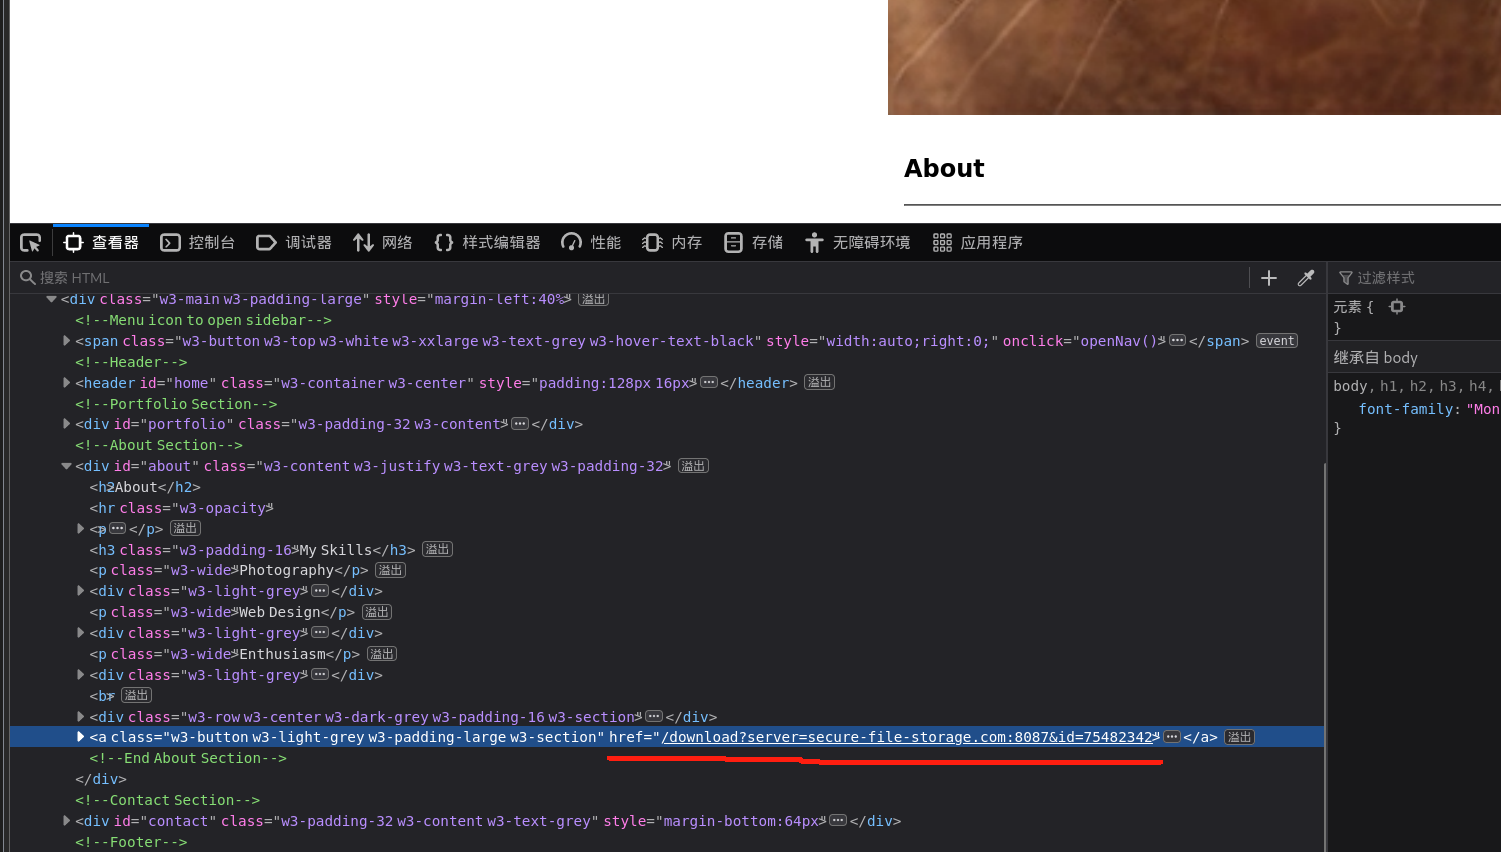 About
查看器 控制台 调试器 网络 样式编辑器 性能 内存 存储 无障碍环境 应用程序
搜索 HTML
过滤样式
<div class="w3-main w3-padding-large" style="margin-left:40%"> 溢出
<!--Menu icon to open sidebar-->
<span class="w3-button w3-top w3-white w3-xxlarge w3-text-grey w3-hover-text-black" style="width:auto;right:0;" onclick="openNav()">⋯</span> event
<!--Header-->
<header id="home" class="w3-container w3-center" style="padding:128px 16px">⋯</header> 溢出
<!--Portfolio Section-->
<div id="portfolio" class="w3-padding-32 w3-content">⋯</div>
<!--About Section-->
<div id="about" class="w3-content w3-justify w3-text-grey w3-padding-32"> 溢出
<h2>About</h2>
<hr class="w3-opacity">
<p>⋯</p> 溢出
<h3 class="w3-padding-16">My Skills</h3> 溢出
<p class="w3-wide">Photography</p> 溢出
<div class="w3-light-grey">⋯</div>
<p class="w3-wide">Web Design</p> 溢出
<div class="w3-light-grey">⋯</div>
<p class="w3-wide">Enthusiasm</p> 溢出
<div class="w3-light-grey">⋯</div>
<br> 溢出
<div class="w3-row w3-center w3-dark-grey w3-padding-16 w3-section">⋯</div>
<a class="w3-button w3-light-grey w3-padding-large w3-section" href="/download?server=secure-file-storage.com:8087&id=75482342">⋯</a> 溢出
<!--End About Section-->
</div>
<!--Contact Section-->
<div id="contact" class="w3-padding-32 w3-content w3-text-grey" style="margin-bottom:64px">⋯</div>
<!--Footer-->
元素 {
}
继承自 body
body, h1, h2, h3, h4,
font-family: "Mon
}